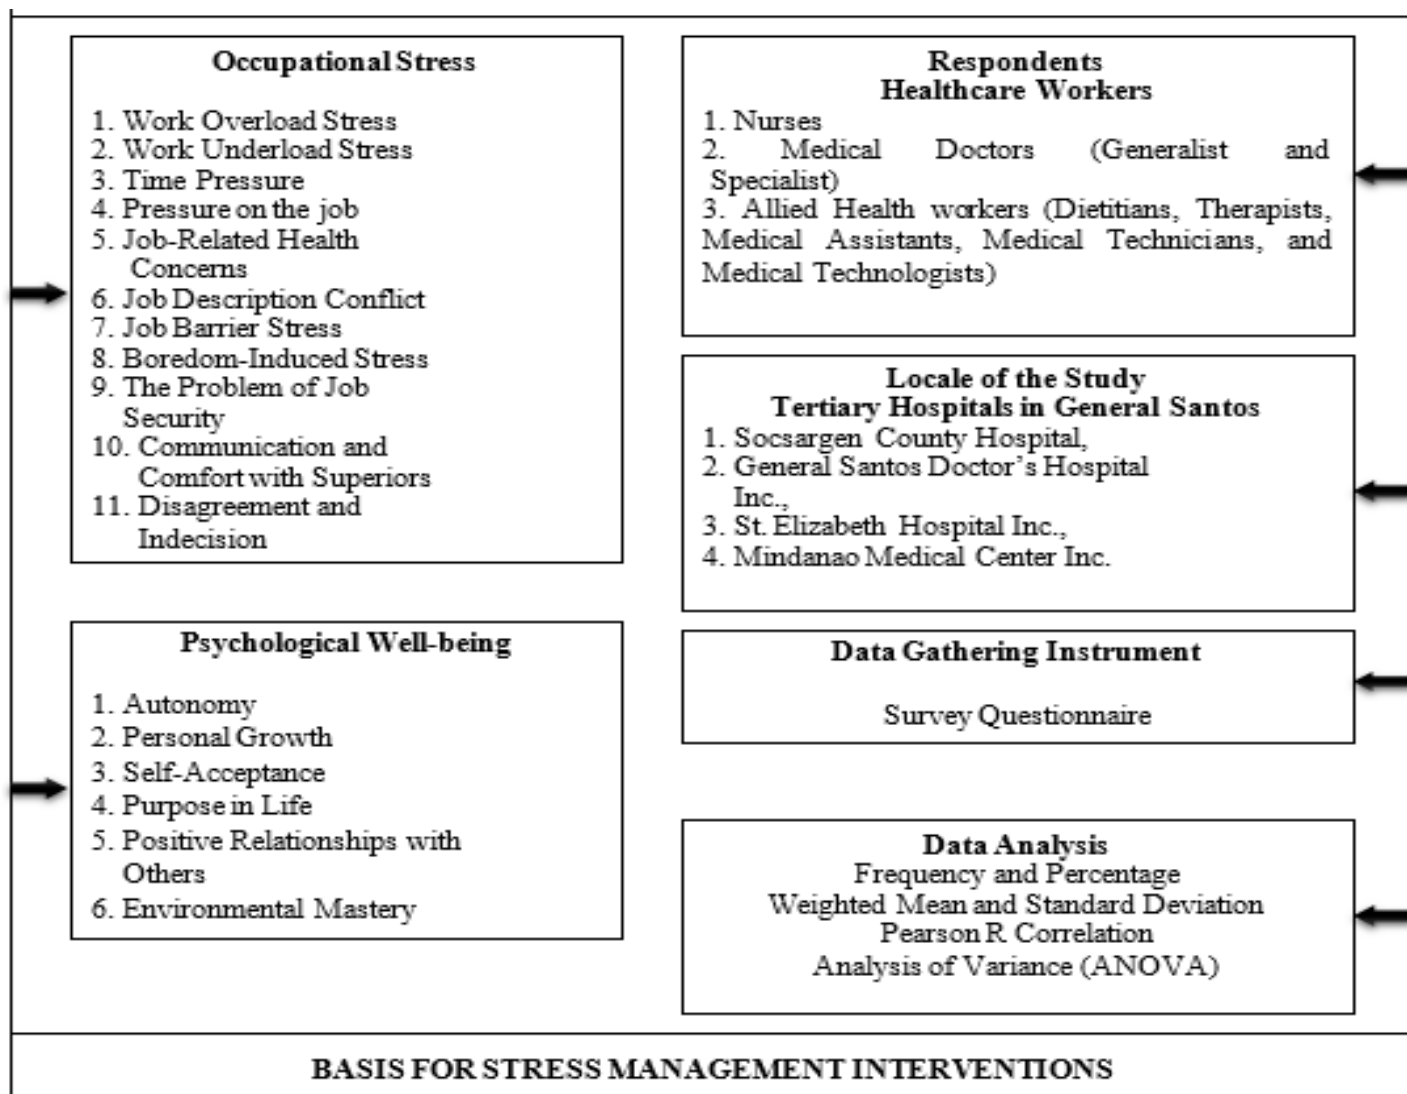 Occupational Stress
1. Work Overload Stress
2. Work Underload Stress
3. Time Pressure
4. Pressure on the job
5. Job-Related Health
Concerns
6. Job Description Conflict
7. Job Barrier Stress
8. Boredom-Induced Stress
9. The Problem of Job
Security
10. Communication and
Comfort with Superiors
11. Disagreement and
Indecision
Psychological Well-being
1. Autonomy
2. Personal Growth
3. Self-Acceptance
4. Purpose in Life
5. Positive Relationships with
Others
6. Environmental Mastery
Respondents
Healthcare Workers
1. Nurses
2. Medical Doctors (Generalist and
Specialist)
3. Allied Health workers (Dietitians, Therapists,
Medical Assistants, Medical Technicians, and
Medical Technologists)
Locale of the Study
Tertiary Hospitals in General Santos
1. Socsargen County Hospital,
2. General Santos Doctor's Hospital
Inc.,
3. St. Elizabeth Hospital Inc.,
4. Mindanao Medical Center Inc.
Data Gathering Instrument
Survey Questionnaire
Data Analysis
Frequency and Percentage
Weighted Mean and Standard Deviation
Pearson R Correlation
Analysis of Variance (ANOVA)
BASIS FOR STRESS MANAGEMENT INTERVENTIONS